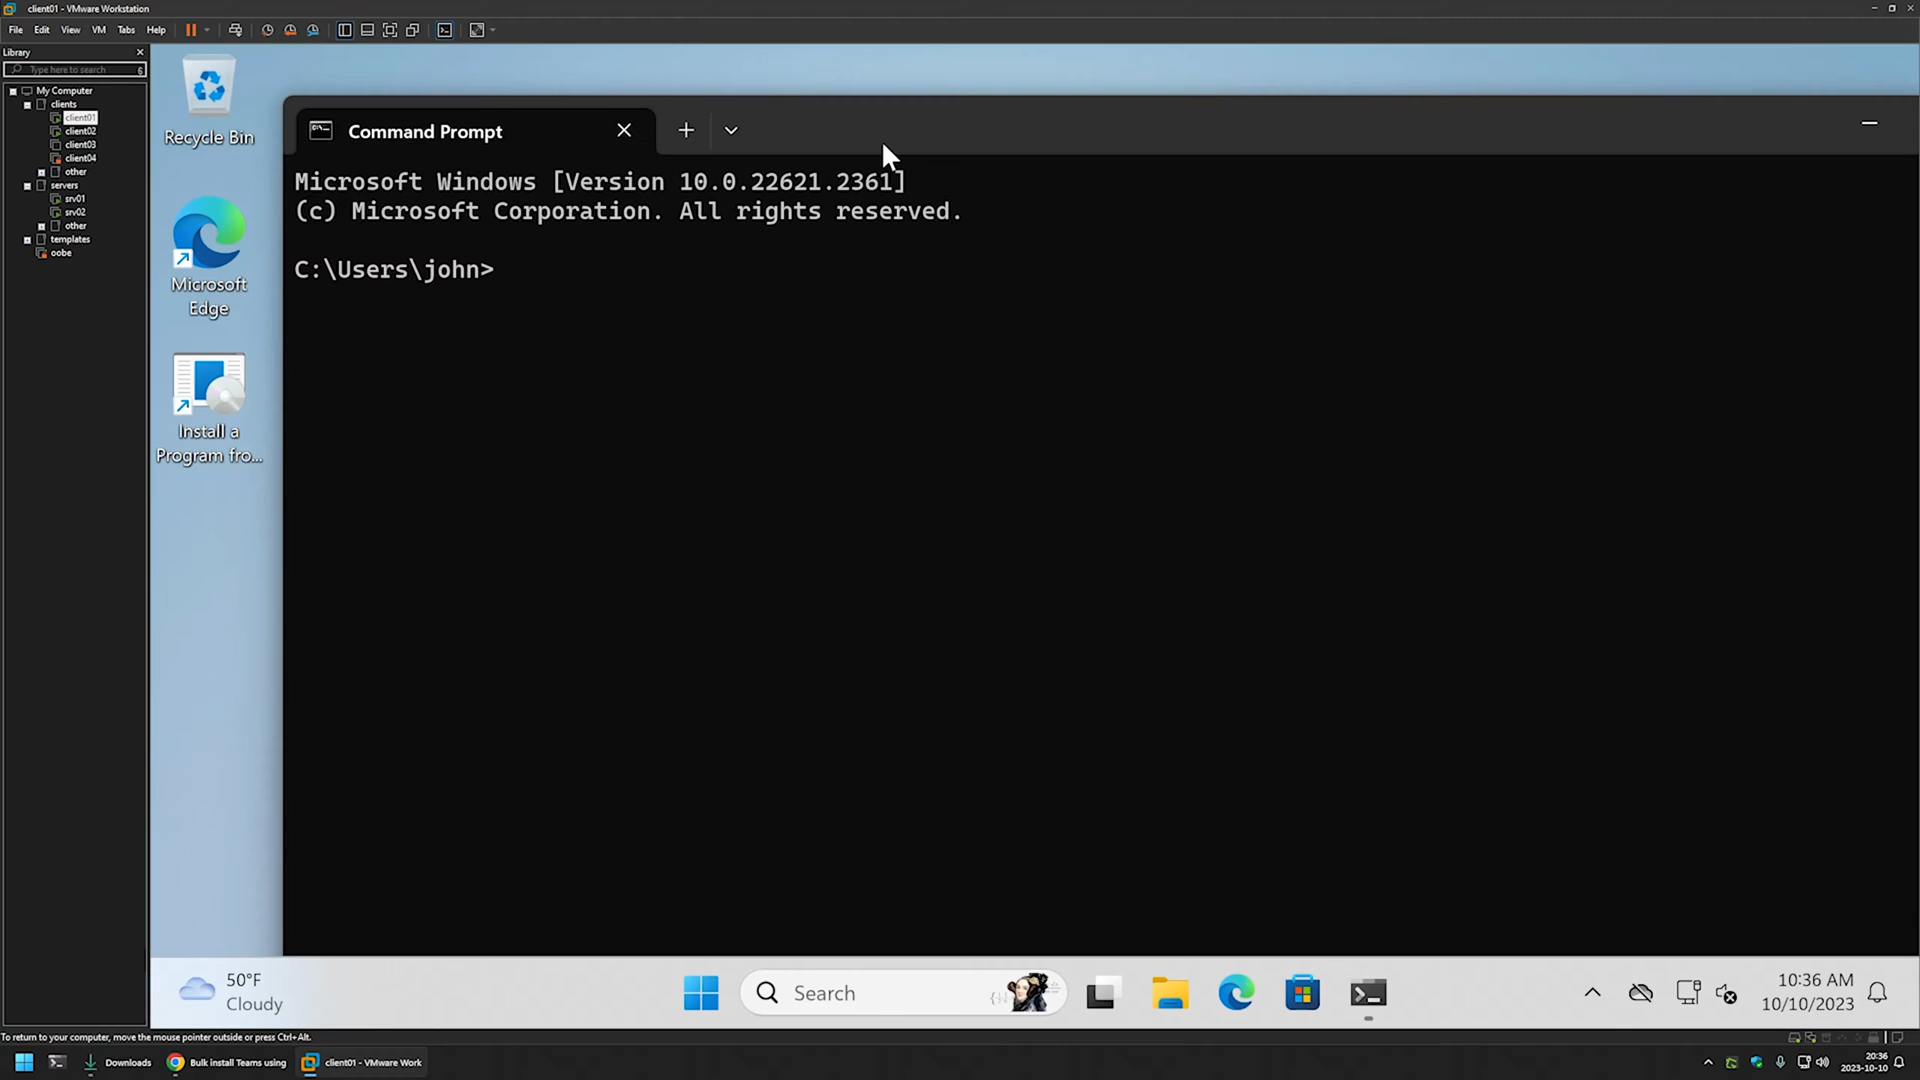 client01 - VMware Workstation
File Edit View VM Tabs Help
Library
Type here to search
My Computer
clients
client01
client02
client03
client04
other
servers
srv01
srv02
other
templates
oobe
Recycle Bin
Microsoft
Edge
Install a
Program fro...
Command Prompt
Microsoft Windows [Version 10.0.22621.2361]
(c) Microsoft Corporation. All rights reserved.
C:\Users\john>
50°F
Cloudy
Search
10:36 AM
10/10/2023
To return to your computer, move the mouse pointer outside or press Ctrl+Alt.
Downloads
Bulk install Teams using
client01 - VMware Work
20:36
2023-10-10